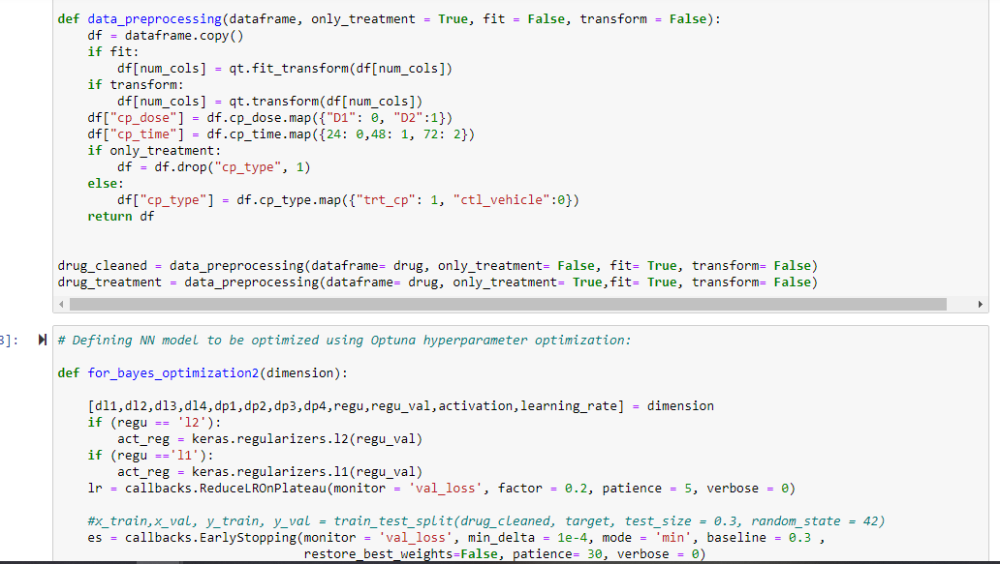 def data_preprocessing(dataframe, only_treatment = True, fit = False, transform = False):
    df = dataframe.copy()
    if fit:
        df[num_cols] = qt.fit_transform(df[num_cols])
    if transform:
        df[num_cols] = qt.transform(df[num_cols])
    df["cp_dose"] = df.cp_dose.map({"D1": 0, "D2":1})
    df["cp_time"] = df.cp_time.map({24: 0,48: 1, 72: 2})
    if only_treatment:
        df = df.drop("cp_type", 1)
    else:
        df["cp_type"] = df.cp_type.map({"trt_cp": 1, "ctl_vehicle":0})
    return df
drug_cleaned = data_preprocessing(dataframe= drug, only_treatment= False, fit= True, transform= False)
drug_treatment = data_preprocessing(dataframe= drug, only_treatment= True,fit= True, transform= False)
8]:
# Defining NN model to be optimized using Optuna hyperparameter optimization:
def for_bayes_optimization2(dimension):
    [dl1,dl2,dl3,dl4,dp1,dp2,dp3,dp4,regu,regu_val,activation,learning_rate] = dimension
    if (regu == 'l2'):
        act_reg = keras.regularizers.l2(regu_val)
    if (regu =='l1'):
        act_reg = keras.regularizers.l1(regu_val)
    lr = callbacks.ReduceLROnPlateau(monitor = 'val_loss', factor = 0.2, patience = 5, verbose = 0)
    #x_train,x_val, y_train, y_val = train_test_split(drug_cleaned, target, test_size = 0.3, random_state = 42)
    es = callbacks.EarlyStopping(monitor = 'val_loss', min_delta = 1e-4, mode = 'min', baseline = 0.3 ,
                                 restore_best_weights=False, patience= 30, verbose = 0)